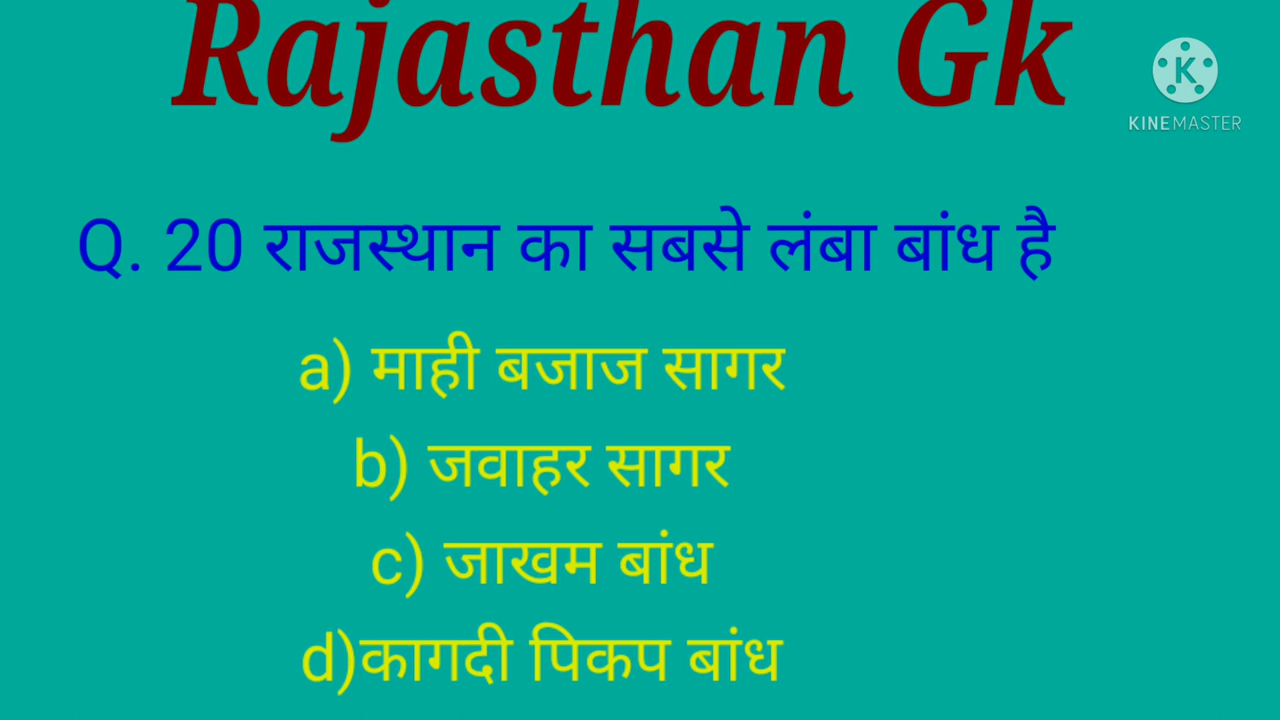 Rajasthan Gk
KINEMASTER
Q. 20 राजस्थान का सबसे लंबा बांध है
a) माही बजाज सागर
b) जवाहर सागर
c) जाखम बांध
d)कागदी पिकप बांध